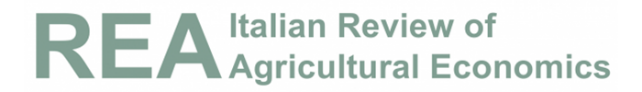 REA Italian Review of
Agricultural Economics